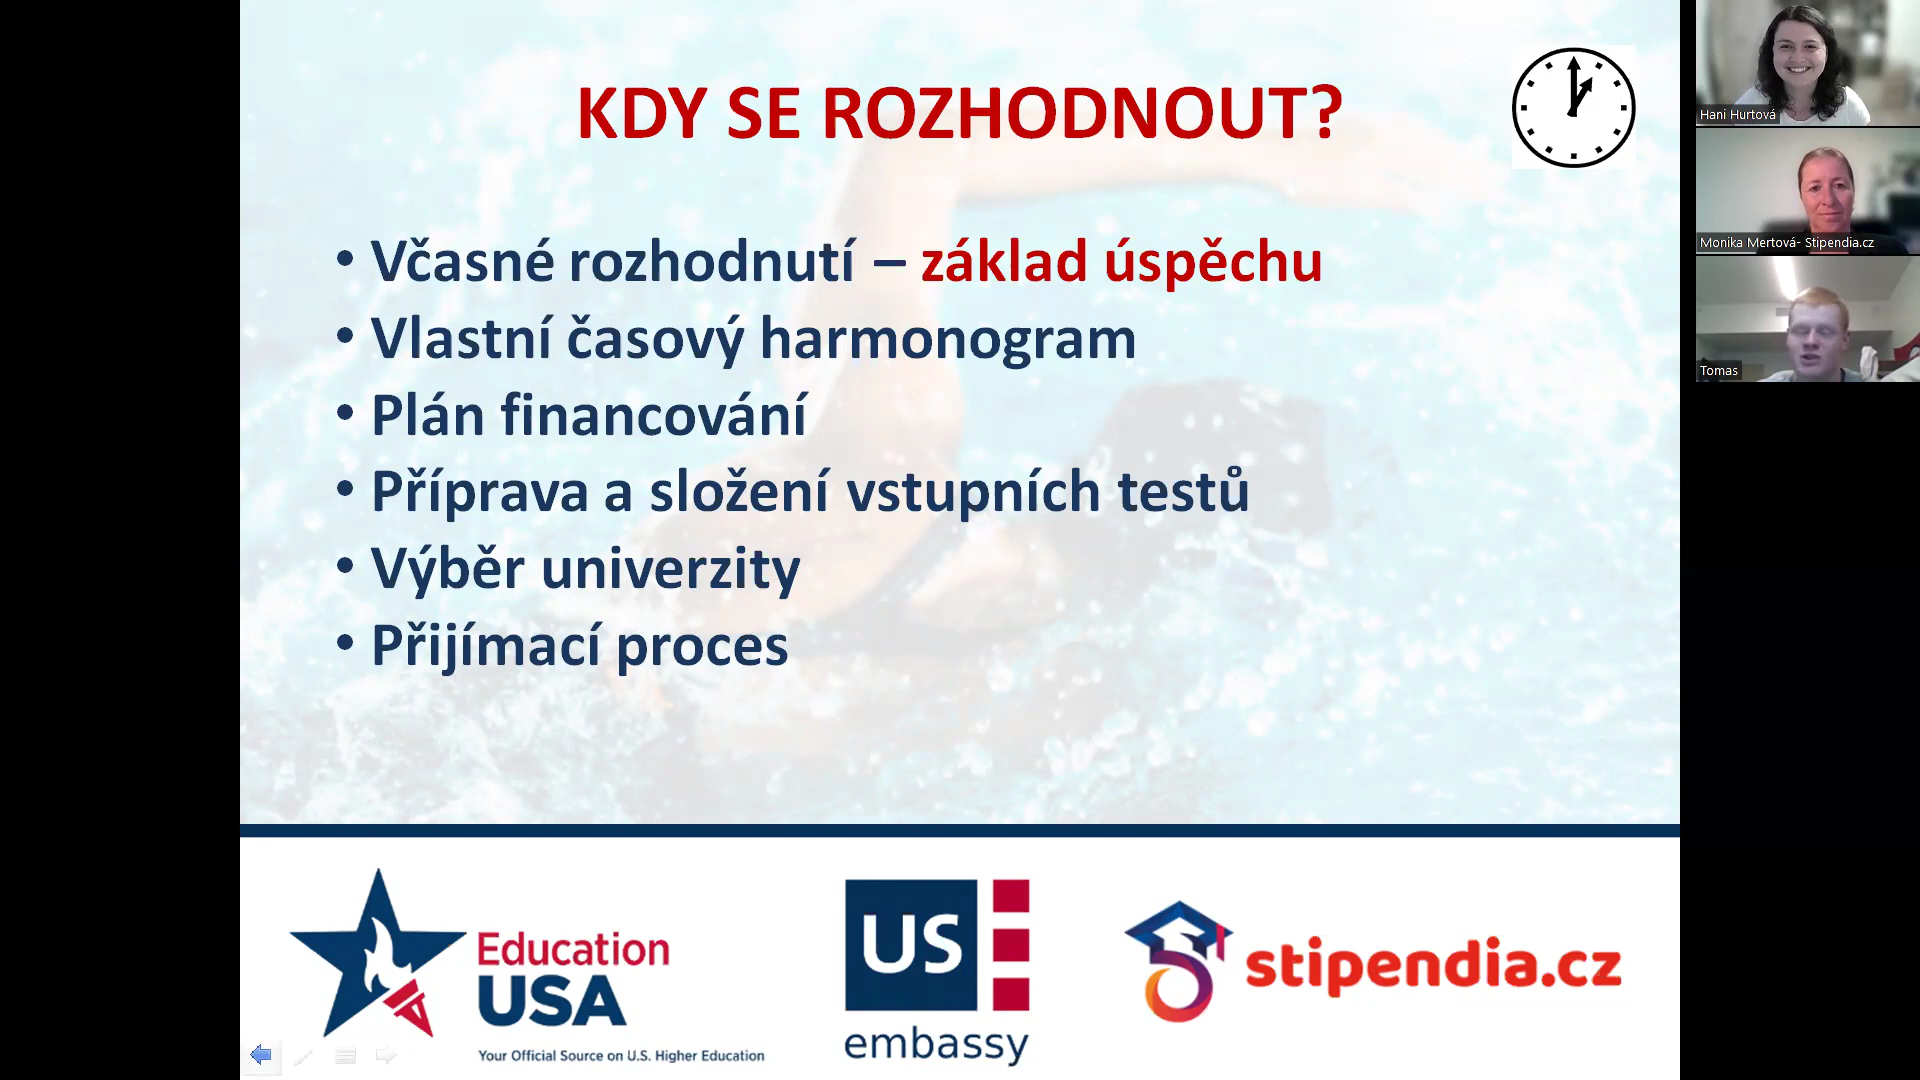 KDY SE ROZHODNOUT?
• Včasné rozhodnutí – základ úspěchu
• Vlastní časový harmonogram
• Plán financování
• Příprava a složení vstupních testů
• Výběr univerzity
• Přijímací proces
Education
USA
Your Official Source on U.S. Higher Education
US
embassy
stipendia.cz
Hani Hurtová
Monika Mertová- Stipendia.cz
Tomas